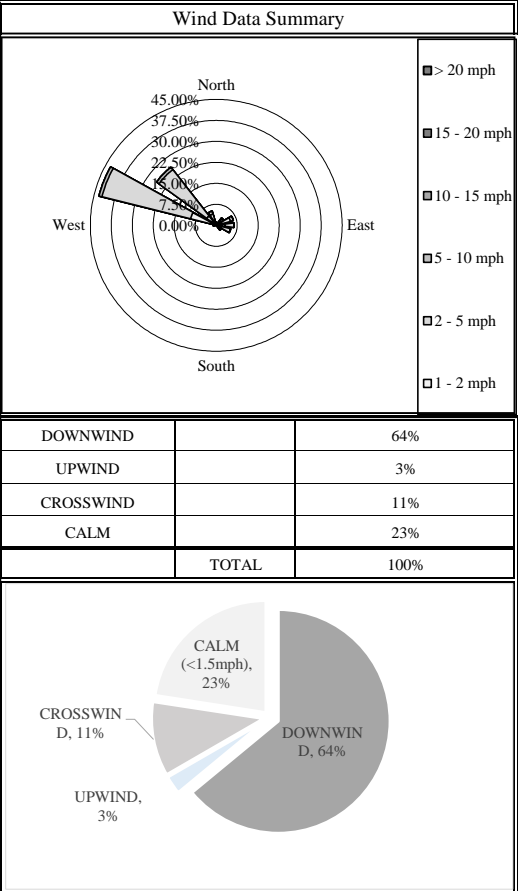 Wind Data Summary
North
45.00%
37.50%
30.00%
22.50%
15.00%
7.50%
0.00%
West
East
South
> 20 mph
15 - 20 mph
10 - 15 mph
5 - 10 mph
2 - 5 mph
1 - 2 mph
DOWNWIND 64%
UPWIND 3%
CROSSWIND 11%
CALM 23%
TOTAL 100%
CALM
(<1.5mph),
23%
CROSSWIN
D, 11%
DOWNWIN
D, 64%
UPWIND,
3%